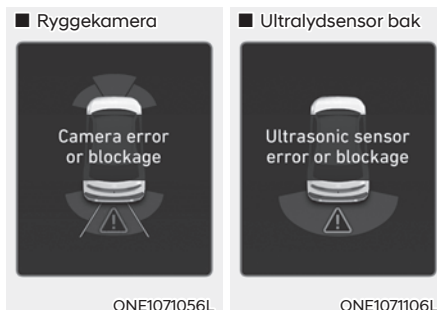 ■ Ryggekamera
Camera error
or blockage
ONE1071056L
■ Ultralydsensor bak
Ultrasonic sensor
error or blockage
ONE1071106L